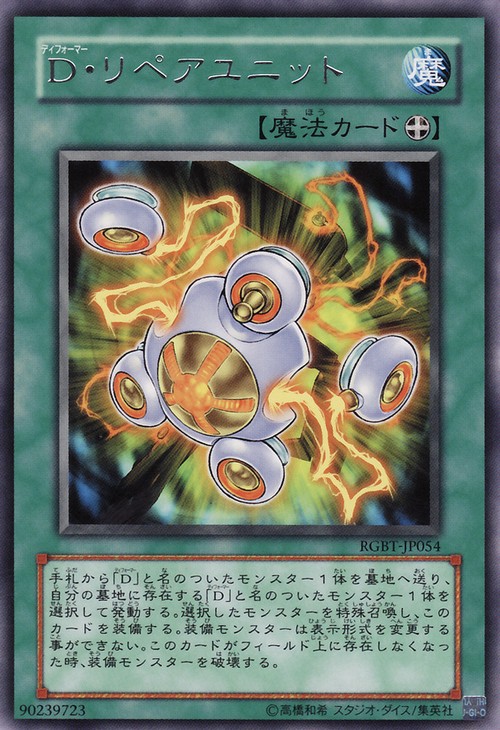 ディフォーマー
D・リペアユニット
魔
まほう
【魔法カード】
RGBT-JP054
手札から「D」と名のついたモンスター1体を墓地へ送り、
自分の墓地に存在する「D」と名のついたモンスター1体を
選択して発動する。選択したモンスターを特殊召喚し、この
カードを装備する。装備モンスターは表示形式を変更する
事ができない。このカードがフィールド上に存在しなくなっ
た時、装備モンスターを破壊する。
90239723
©高橋和希 スタジオ・ダイス/集英社